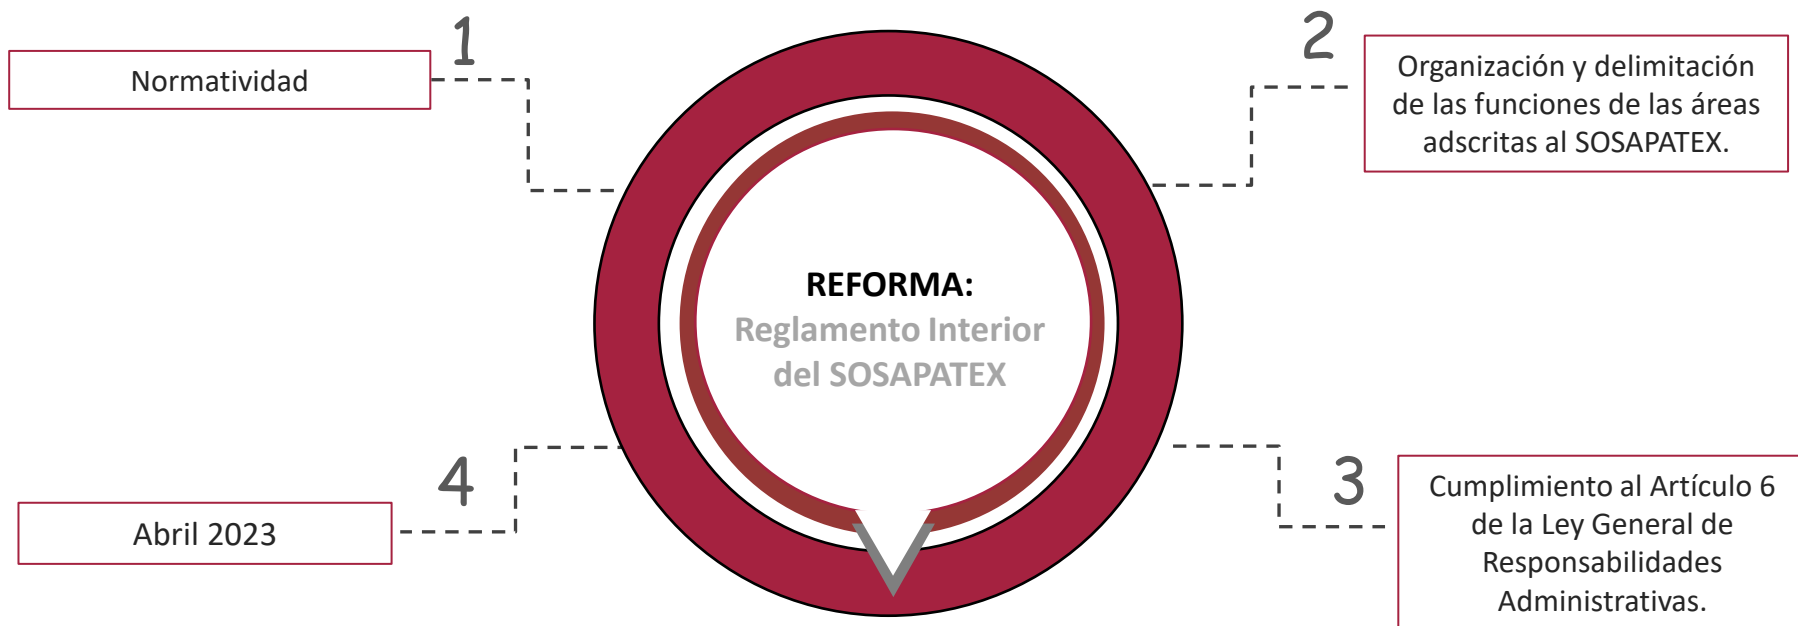 1
Normatividad
2
Organización y delimitación
de las funciones de las áreas
adscritas al SOSAPATEX.
REFORMA:
Reglamento Interior
del SOSAPATEX
3
Cumplimiento al Artículo 6
de la Ley General de
Responsabilidades
Administrativas.
4
Abril 2023